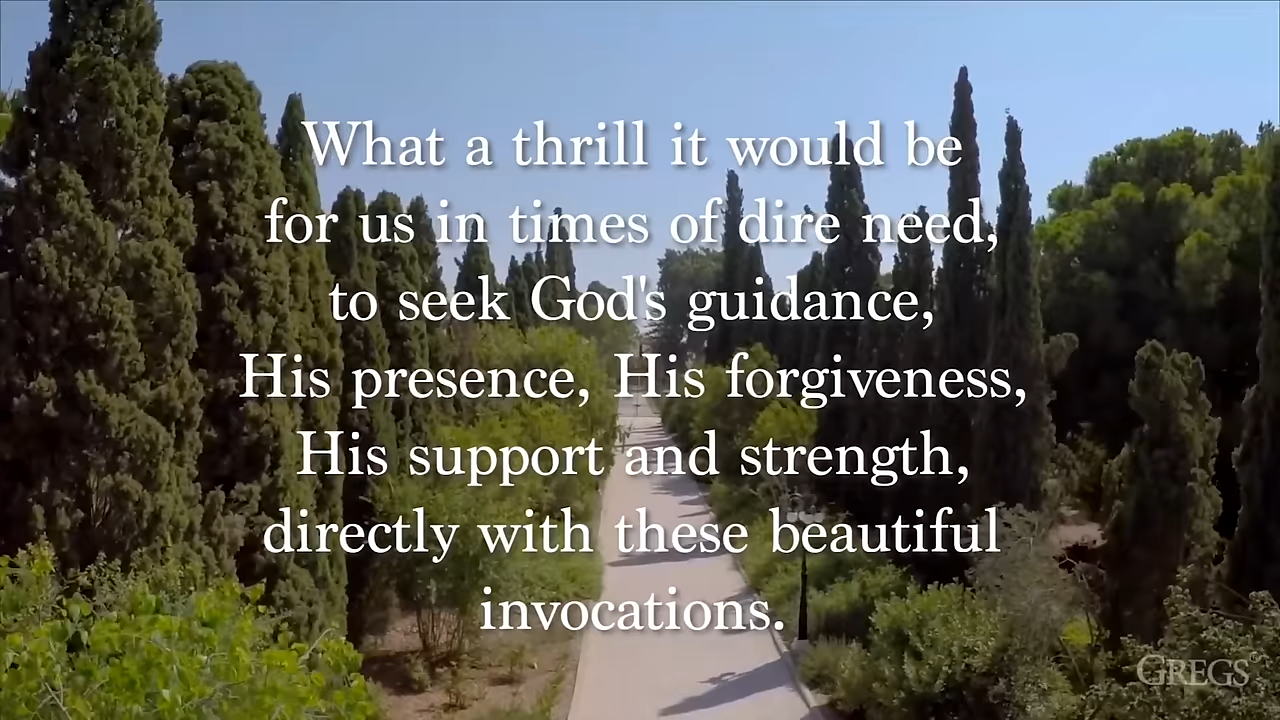 What a thrill it would be
for us in times of dire need,
to seek God's guidance,
His presence, His forgiveness,
His support and strength,
directly with these beautiful
invocations.
GREGS©